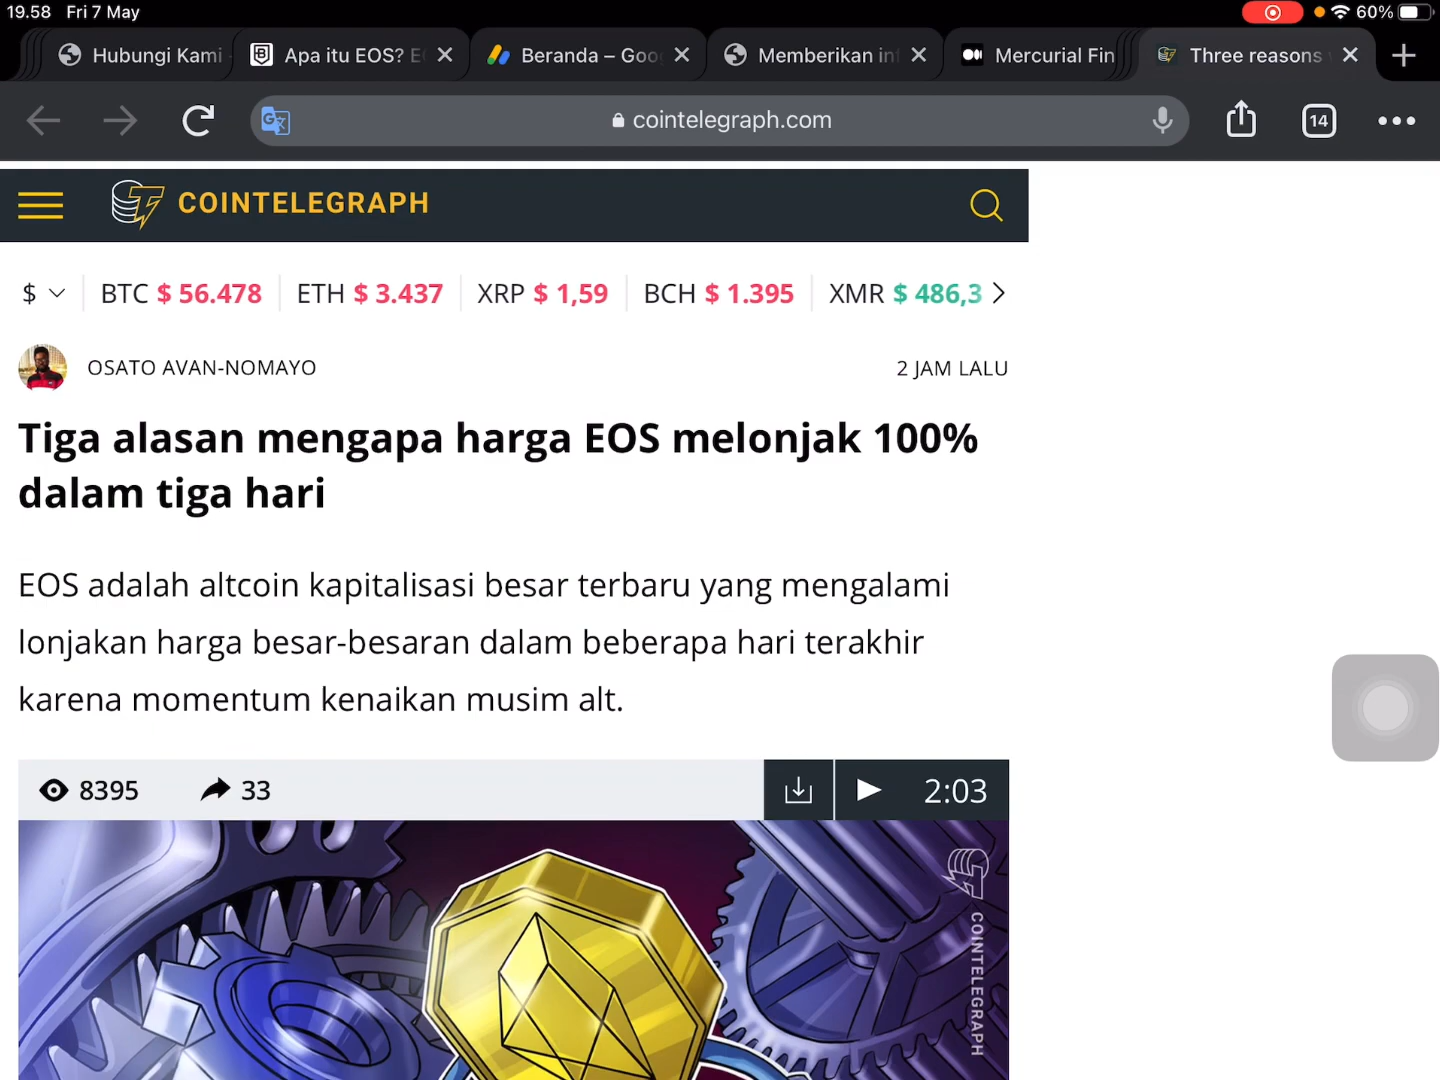 19.58 Fri 7 May 60%
Hubungi Kami Apa itu EOS? E Beranda – Goo Memberikan in Mercurial Fin Three reasons
cointelegraph.com 14
COINTELEGRAPH
$ BTC $ 56.478 ETH $ 3.437 XRP $ 1,59 BCH $ 1.395 XMR $ 486,3
OSATO AVAN-NOMAYO 2 JAM LALU
Tiga alasan mengapa harga EOS melonjak 100%
dalam tiga hari
EOS adalah altcoin kapitalisasi besar terbaru yang mengalami
lonjakan harga besar-besaran dalam beberapa hari terakhir
karena momentum kenaikan musim alt.
8395 33 2:03
COINTELEGRAPH